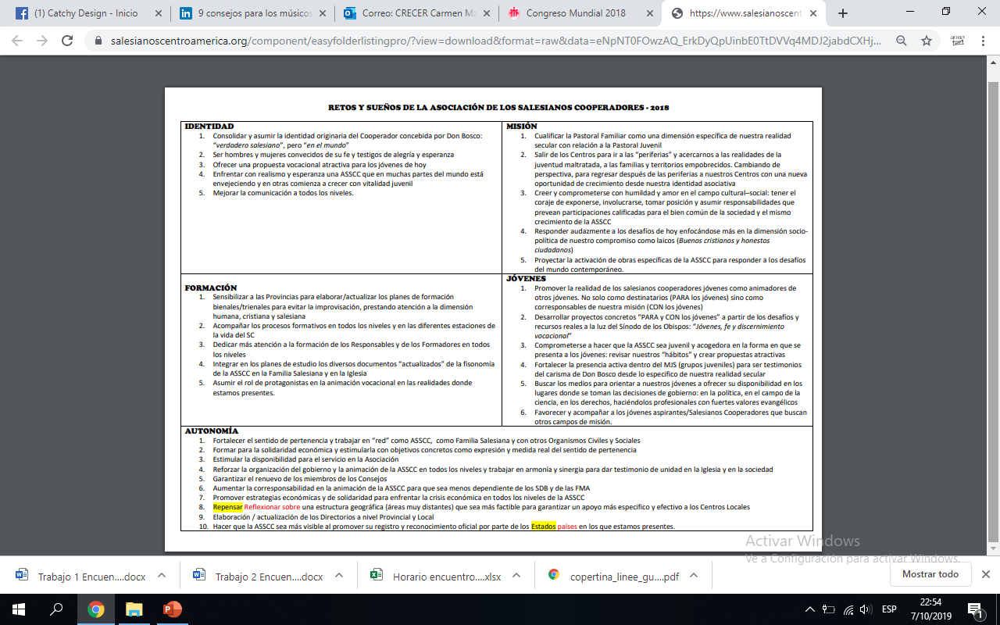 (1) Catchy Design - Inicio
9 consejos para los músicos
Correo: CRECER Carmen Ma
Congreso Mundial 2018
https://www.salesianoscent
salesianoscentroamerica.org/component/easyfolderlistingpro/?view=download&format=raw&data=eNpNT0FOwzAQ_ErkDyQpUinbE0TtDVVq4MDJ2jabdCXHj...
RETOS Y SUEÑOS DE LA ASOCIACIÓN DE LOS SALESIANOS COOPERADORES - 2018
IDENTIDAD
1. Consolidar y asumir la identidad originaria del Cooperador concebida por Don Bosco:
“verdadero salesiano”, pero “en el mundo”
2. Ser hombres y mujeres convecidos de su fe y testigos de alegría y esperanza
3. Ofrecer una propuesta vocacional atractiva para los jóvenes de hoy
4. Enfrentar con realismo y esperanza una ASSCC que en muchas partes del mundo está
envejeciendo y en otras comienza a crecer con vitalidad juvenil
5. Mejorar la comunicación a todos los niveles.
MISIÓN
1. Cualificar la Pastoral Familiar como una dimensión específica de nuestra realidad
secular con relación a la Pastoral Juvenil
2. Salir de los Centros para ir a las “periferias” y acercarnos a las realidades de la
juventud maltratada, a las familias y territorios empobrecidos. Cambiando de
perspectiva, para regresar después de las periferias a nuestros Centros con una nueva
oportunidad de crecimiento desde nuestra identidad asociativa
3. Creer y comprometerse con humildad y amor en el campo cultural–social: tener el
coraje de exponerse, involucrarse, tomar posición y asumir responsabilidades que
prevean participaciones calificadas para el bien común de la sociedad y el mismo
crecimiento de la ASSCC
4. Responder audazmente a los desafíos de hoy enfocándose más en la dimensión socio-
política de nuestro compromiso como laicos (Buenos cristianos y honestos
ciudadanos)
5. Proyectar la activación de obras específicas de la ASSCC para responder a los desafíos
del mundo contemporáneo.
FORMACIÓN
1. Sensibilizar a las Provincias para elaborar/actualizar los planes de formación
bienales/trienales para evitar la improvisación, prestando atención a la dimensión
humana, cristiana y salesiana
2. Acompañar los procesos formativos en todos los niveles y en las diferentes estaciones de
la vida del SC
3. Dedicar más atención a la formación de los Responsables y de los Formadores en todos
los niveles
4. Integrar en los planes de estudio los diversos documentos “actualizados” de la fisonomía
de la ASSCC en la Familia Salesiana y en la Iglesia
5. Asumir el rol de protagonistas en la animación vocacional en las realidades donde
estamos presentes.
JÓVENES
1. Promover la realidad de los salesianos cooperadores jóvenes como animadores de
otros jóvenes. No solo como destinatarios (PARA los jóvenes) sino como
corresponsables de nuestra misión (CON los jóvenes)
2. Desarrollar proyectos concretos “PARA y CON los jóvenes” a partir de los desafíos y
recursos reales a la luz del Sínodo de los Obispos: “Jóvenes, fe y discernimiento
vocacional”
3. Comprometerse a hacer que la ASSCC sea juvenil y acogedora en la forma en que se
presenta a los jóvenes: revisar nuestros “hábitos” y crear propuestas atractivas
4. Fortalecer la presencia activa dentro del MJS (grupos juveniles) para ser testimonios
del carisma de Don Bosco desde lo especifico de nuestra realidad secular
5. Buscar los medios para orientar a nuestros jóvenes a ofrecer su disponibilidad en los
lugares donde se toman las decisiones de gobierno: en la política, en el campo de la
ciencia, en los derechos, haciéndolos profesionales con fuertes valores evangélicos
6. Favorecer y acompañar a los jóvenes aspirantes/Salesianos Cooperadores que buscan
otros campos de misión.
AUTONOMÍA
1. Fortalecer el sentido de pertenencia y trabajar en “red” como ASSCC, como Familia Salesiana y con otros Organismos Civiles y Sociales
2. Formar para la solidaridad económica y estimularla con objetivos concretos como expresión y medida real del sentido de pertenencia
3. Estimular la disponibilidad para el servicio en la Asociación
4. Reforzar la organización del gobierno y la animación de la ASSCC en todos los niveles y trabajar en armonía y sinergia para dar testimonio de unidad en la Iglesia y en la sociedad
5. Garantizar el renuevo de los miembros de los Consejos
6. Aumentar la corresponsabilidad en la animación de la ASSCC para que sea menos dependiente de los SDB y de las FMA
7. Promover estrategias económicas y de solidaridad para enfrentar la crisis económica en todos los niveles de la ASSCC
8. Repensar Reflexionar sobre una estructura geográfica (áreas muy distantes) que sea más factible para garantizar un apoyo más especifico y efectivo a los Centros Locales
9. Elaboración / actualización de los Directorios a nivel Provincial y Local
10. Hacer que la ASSCC sea más visible al promover su registro y reconocimiento oficial por parte de los Estados países en los que estamos presentes.
Activar Windows
Ve a Configuración para activar Windows.
Trabajo 1 Encuen....docx
Trabajo 2 Encuen....docx
Horario encuentro....xlsx
copertina_linee_gu....pdf
Mostrar todo
ESP
22:54
7/10/2019
1